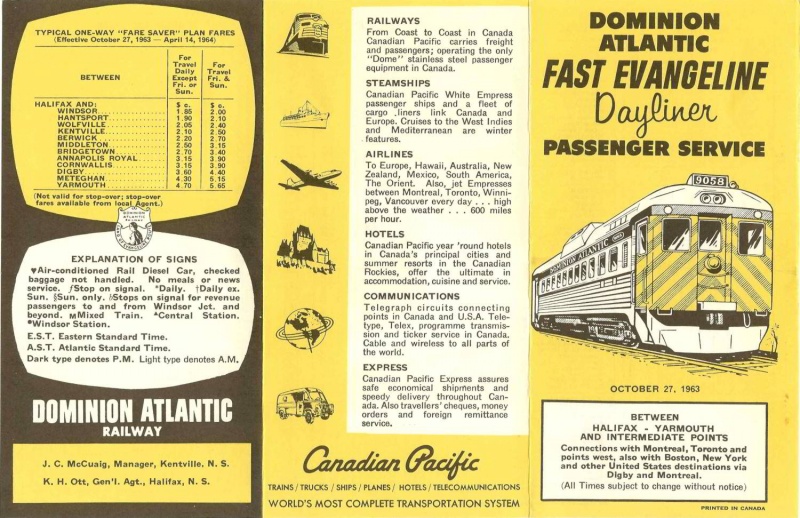 TYPICAL ONE-WAY "FARE SAVER" PLAN FARES
(Effective October 27, 1963 — April 14, 1964)
BETWEEN
For Travel Daily Except Fri. or Sun.
For Travel Fri. & Sun.
HALIFAX AND: $ c. $ c.
WINDSOR 1.85 2.00
HANTSPORT 1.90 2.10
WOLFVILLE 2.05 2.40
KENTVILLE 2.10 2.50
BERWICK 2.20 2.70
MIDDLETON 2.50 3.15
BRIDGETOWN 2.70 3.40
ANNAPOLIS ROYAL 3.15 3.90
CORNWALLIS 3.15 3.90
DIGBY 3.60 4.40
METEGHAN 4.30 5.15
YARMOUTH 4.70 5.65
(Not valid for stop-over; stop-over
fares available from local Agent.)
DOMINION
ATLANTIC
RAILWAY
EXPLANATION OF SIGNS
♥Air-conditioned Rail Diesel Car, checked
baggage not handled. No meals or news
service. ƒStop on signal. *Daily. †Daily ex.
Sun. §Sun. only. ♭Stops on signal for revenue
passengers to and from Windsor Jct. and
beyond. MMixed Train. ^Central Station.
*Windsor Station.
E.S.T. Eastern Standard Time.
A.S.T. Atlantic Standard Time.
Dark type denotes P.M. Light type denotes A.M.
DOMINION ATLANTIC
RAILWAY
J. C. McCuaig, Manager, Kentville, N. S.
K. H. Ott, Gen'l. Agt., Halifax, N. S.
RAILWAYS
From Coast to Coast in Canada
Canadian Pacific carries freight
and passengers; operating the only
"Dome" stainless steel passenger
equipment in Canada.
STEAMSHIPS
Canadian Pacific White Empress
passenger ships and a fleet of
cargo liners link Canada and
Europe. Cruises to the West Indies
and Mediterranean are winter
features.
AIRLINES
To Europe, Hawaii, Australia, New
Zealand, Mexico, South America,
The Orient. Also, jet Empresses
between Montreal, Toronto, Winni-
peg, Vancouver every day . . . high
above the weather . . . 600 miles
per hour.
HOTELS
Canadian Pacific year 'round hotels
in Canada's principal cities and
summer resorts in the Canadian
Rockies, offer the ultimate in
accommodation, cuisine and service.
COMMUNICATIONS
Telegraph circuits connecting
points in Canada and U.S.A. Tele-
type, Telex, programme transmis-
sion and ticker service in Canada.
Cable and wireless to all parts of
the world.
EXPRESS
Canadian Pacific Express assures
safe economical shipments and
speedy delivery throughout Can-
ada. Also travellers' cheques, money
orders and foreign remittance
service.
Canadian Pacific
TRAINS / TRUCKS / SHIPS / PLANES / HOTELS / TELECOMMUNICATIONS
WORLD'S MOST COMPLETE TRANSPORTATION SYSTEM
DOMINION
ATLANTIC
FAST EVANGELINE
Dayliner
PASSENGER SERVICE
9058
DOMINION ATLANTIC
OCTOBER 27, 1963
BETWEEN
HALIFAX - YARMOUTH
AND INTERMEDIATE POINTS
Connections with Montreal, Toronto and
points west, also with Boston, New York
and other United States destinations via
Digby and Montreal.
(All Times subject to change without notice)
PRINTED IN CANADA